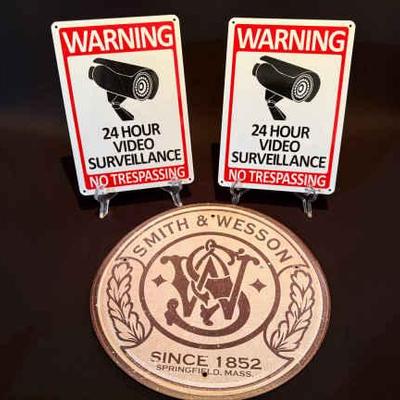 WARNING
24 HOUR
VIDEO
SURVEILLANCE
NO TRESPASSING
WARNING
24 HOUR
VIDEO
SURVEILLANCE
NO TRESPASSING
SMITH & WESSON
SW
SINCE 1852
SPRINGFIELD, MASS.